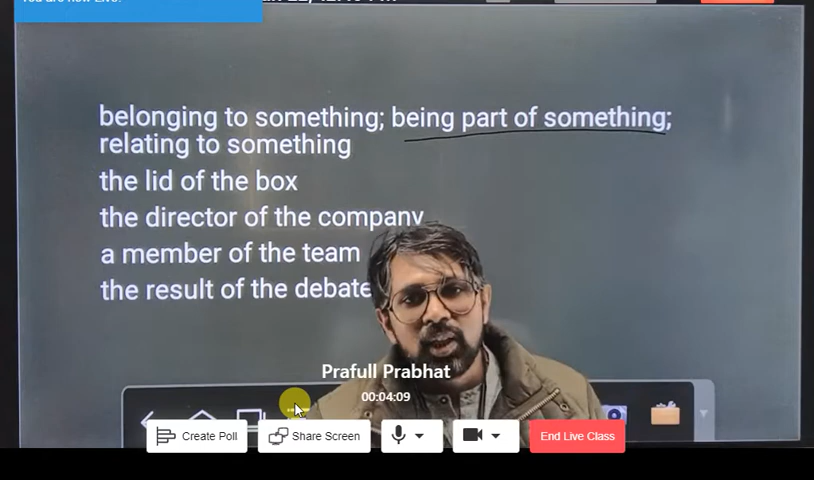 belonging to something; being part of something;
relating to something
the lid of the box
the director of the company
a member of the team
the result of the debate
Prafull Prabhat
00:04:09
Create Poll
Share Screen
End Live Class